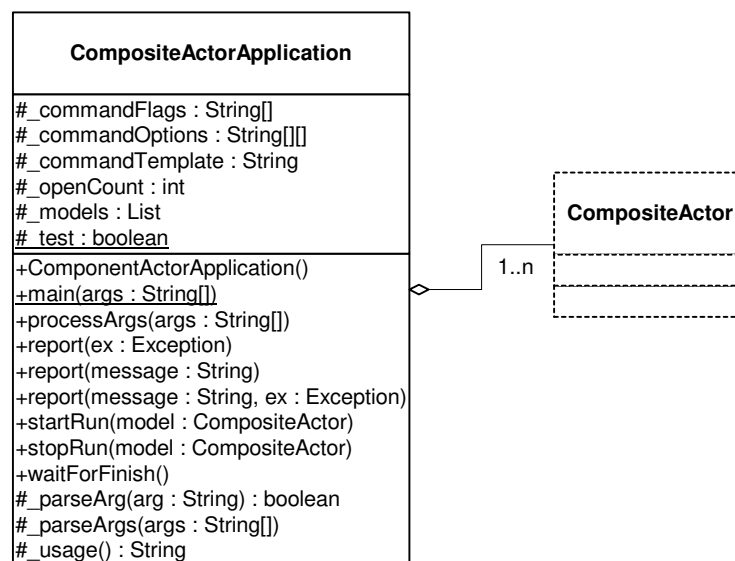 CompositeActorApplication
#_commandFlags : String[]
#_commandOptions : String[][]
#_commandTemplate : String
#_openCount : int
#_models : List
#_test : boolean
+ComponentActorApplication()
+main(args : String[])
+processArgs(args : String[])
+report(ex : Exception)
+report(message : String)
+report(message : String, ex : Exception)
+startRun(model : CompositeActor)
+stopRun(model : CompositeActor)
+waitForFinish()
#_parseArg(arg : String) : boolean
#_parseArgs(args : String[])
#_usage() : String
1..n
CompositeActor